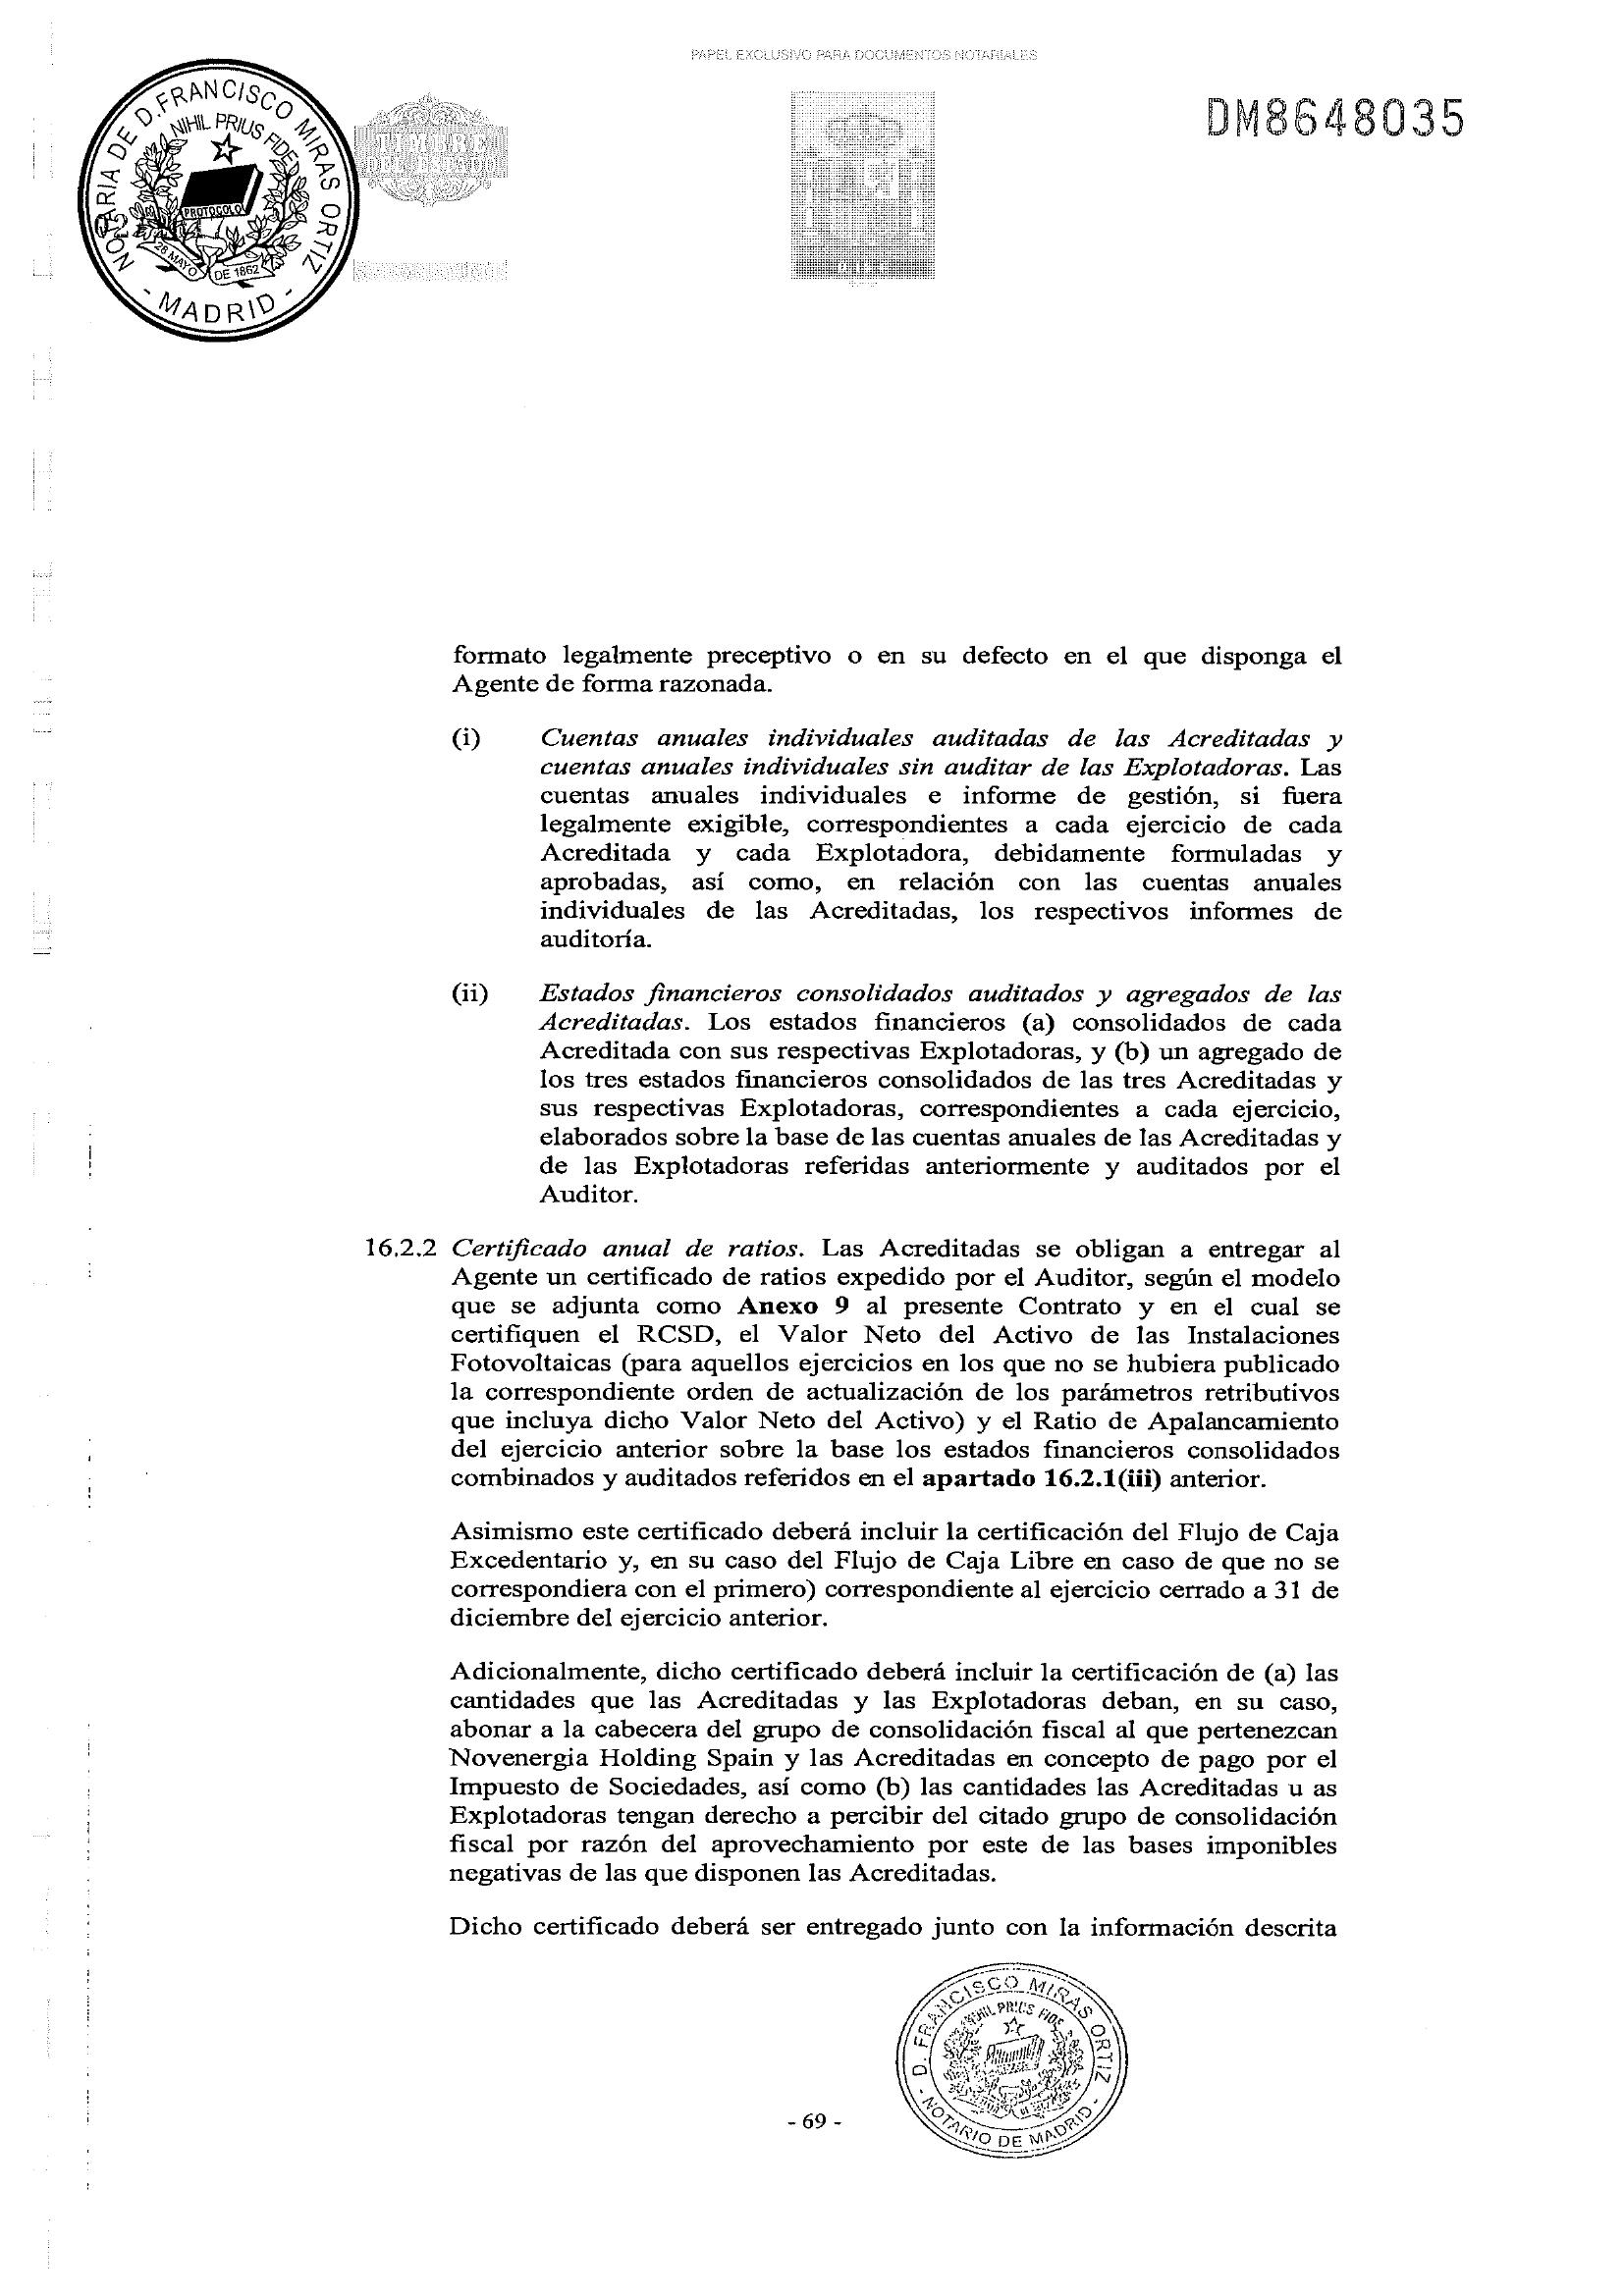 PAPEL EXCLUSIVO PARA DOCUMENTOS NOTARIALES
NOTARIA DE D. FRANCISCO MIRAS ORTIZ
- MADRID -
NIHIL PRIUS FIDE
PROTOCOLO
28 MAYO DE 1862
TIMBRE
DEL ESTADO
DM8648035
formato legalmente preceptivo o en su defecto en el que disponga el
Agente de forma razonada.
(i) Cuentas anuales individuales auditadas de las Acreditadas y
cuentas anuales individuales sin auditar de las Explotadoras. Las
cuentas anuales individuales e informe de gestión, si fuera
legalmente exigible, correspondientes a cada ejercicio de cada
Acreditada y cada Explotadora, debidamente formuladas y
aprobadas, así como, en relación con las cuentas anuales
individuales de las Acreditadas, los respectivos informes de
auditoría.
(ii) Estados financieros consolidados auditados y agregados de las
Acreditadas. Los estados financieros (a) consolidados de cada
Acreditada con sus respectivas Explotadoras, y (b) un agregado de
los tres estados financieros consolidados de las tres Acreditadas y
sus respectivas Explotadoras, correspondientes a cada ejercicio,
elaborados sobre la base de las cuentas anuales de las Acreditadas y
de las Explotadoras referidas anteriormente y auditados por el
Auditor.
16.2.2 Certificado anual de ratios. Las Acreditadas se obligan a entregar al
Agente un certificado de ratios expedido por el Auditor, según el modelo
que se adjunta como Anexo 9 al presente Contrato y en el cual se
certifiquen el RCSD, el Valor Neto del Activo de las Instalaciones
Fotovoltaicas (para aquellos ejercicios en los que no se hubiera publicado
la correspondiente orden de actualización de los parámetros retributivos
que incluya dicho Valor Neto del Activo) y el Ratio de Apalancamiento
del ejercicio anterior sobre la base los estados financieros consolidados
combinados y auditados referidos en el apartado 16.2.1(iii) anterior.
Asimismo este certificado deberá incluir la certificación del Flujo de Caja
Excedentario y, en su caso del Flujo de Caja Libre en caso de que no se
correspondiera con el primero) correspondiente al ejercicio cerrado a 31 de
diciembre del ejercicio anterior.
Adicionalmente, dicho certificado deberá incluir la certificación de (a) las
cantidades que las Acreditadas y las Explotadoras deban, en su caso,
abonar a la cabecera del grupo de consolidación fiscal al que pertenezcan
Novenergia Holding Spain y las Acreditadas en concepto de pago por el
Impuesto de Sociedades, así como (b) las cantidades las Acreditadas u as
Explotadoras tengan derecho a percibir del citado grupo de consolidación
fiscal por razón del aprovechamiento por este de las bases imponibles
negativas de las que disponen las Acreditadas.
Dicho certificado deberá ser entregado junto con la información descrita
D. FRANCISCO MIRAS ORTIZ
NIHIL PRIUS FIDE
- NOTARIO DE MADRID -
- 69 -